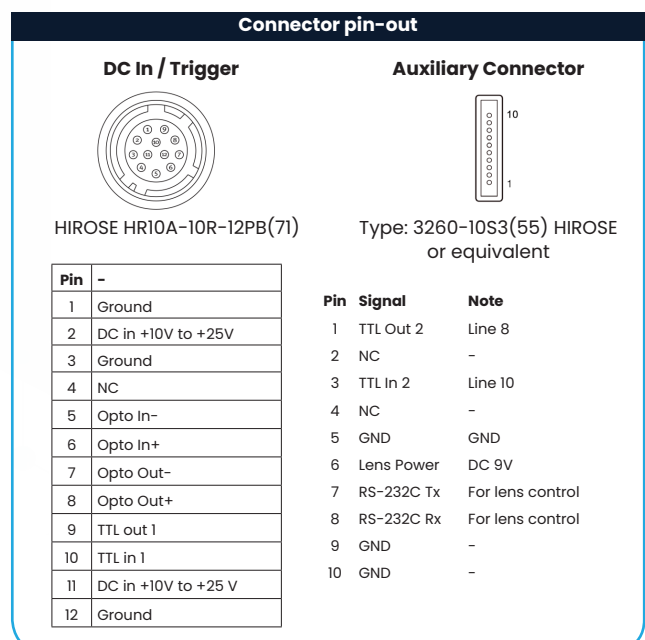 Connector pin-out
DC In / Trigger
HIROSE HR10A-10R-12PB(71)
Pin -
1 Ground
2 DC in +10V to +25V
3 Ground
4 NC
5 Opto In-
6 Opto In+
7 Opto Out-
8 Opto Out+
9 TTL out 1
10 TTL in 1
11 DC in +10V to +25 V
12 Ground
Auxiliary Connector
10
1
Type: 3260-10S3(55) HIROSE
or equivalent
Pin Signal Note
1 TTL Out 2 Line 8
2 NC -
3 TTL In 2 Line 10
4 NC -
5 GND GND
6 Lens Power DC 9V
7 RS-232C Tx For lens control
8 RS-232C Rx For lens control
9 GND -
10 GND -